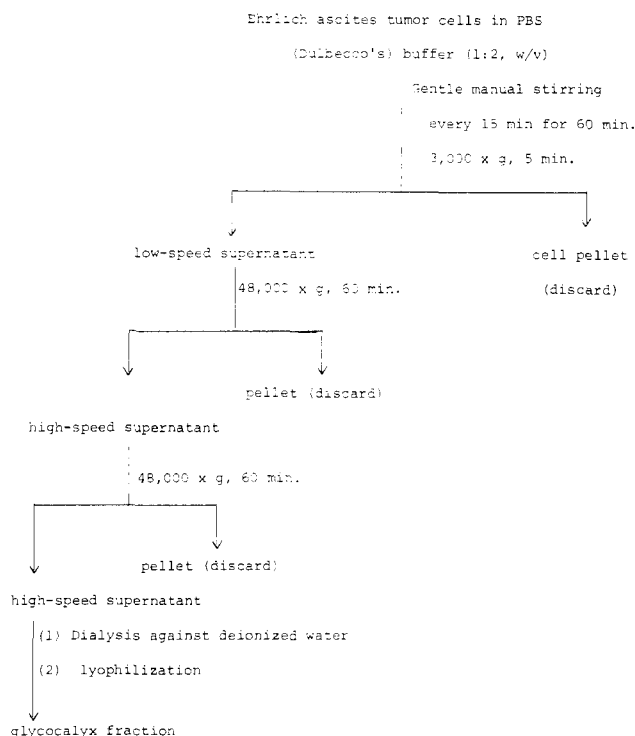 Ehrlich ascites tumor cells in PBS
(Dulbecco's) buffer (1:2, w/v)
Gentle manual stirring
every 15 min for 60 min.
3,000 x g, 5 min.
low-speed supernatant
cell pellet
48,000 x g, 60 min.
(discard)
pellet (discard)
high-speed supernatant
48,000 x g, 60 min.
pellet (discard)
high-speed supernatant
(1) Dialysis against deionized water
(2) lyophilization
glycocalyx fraction